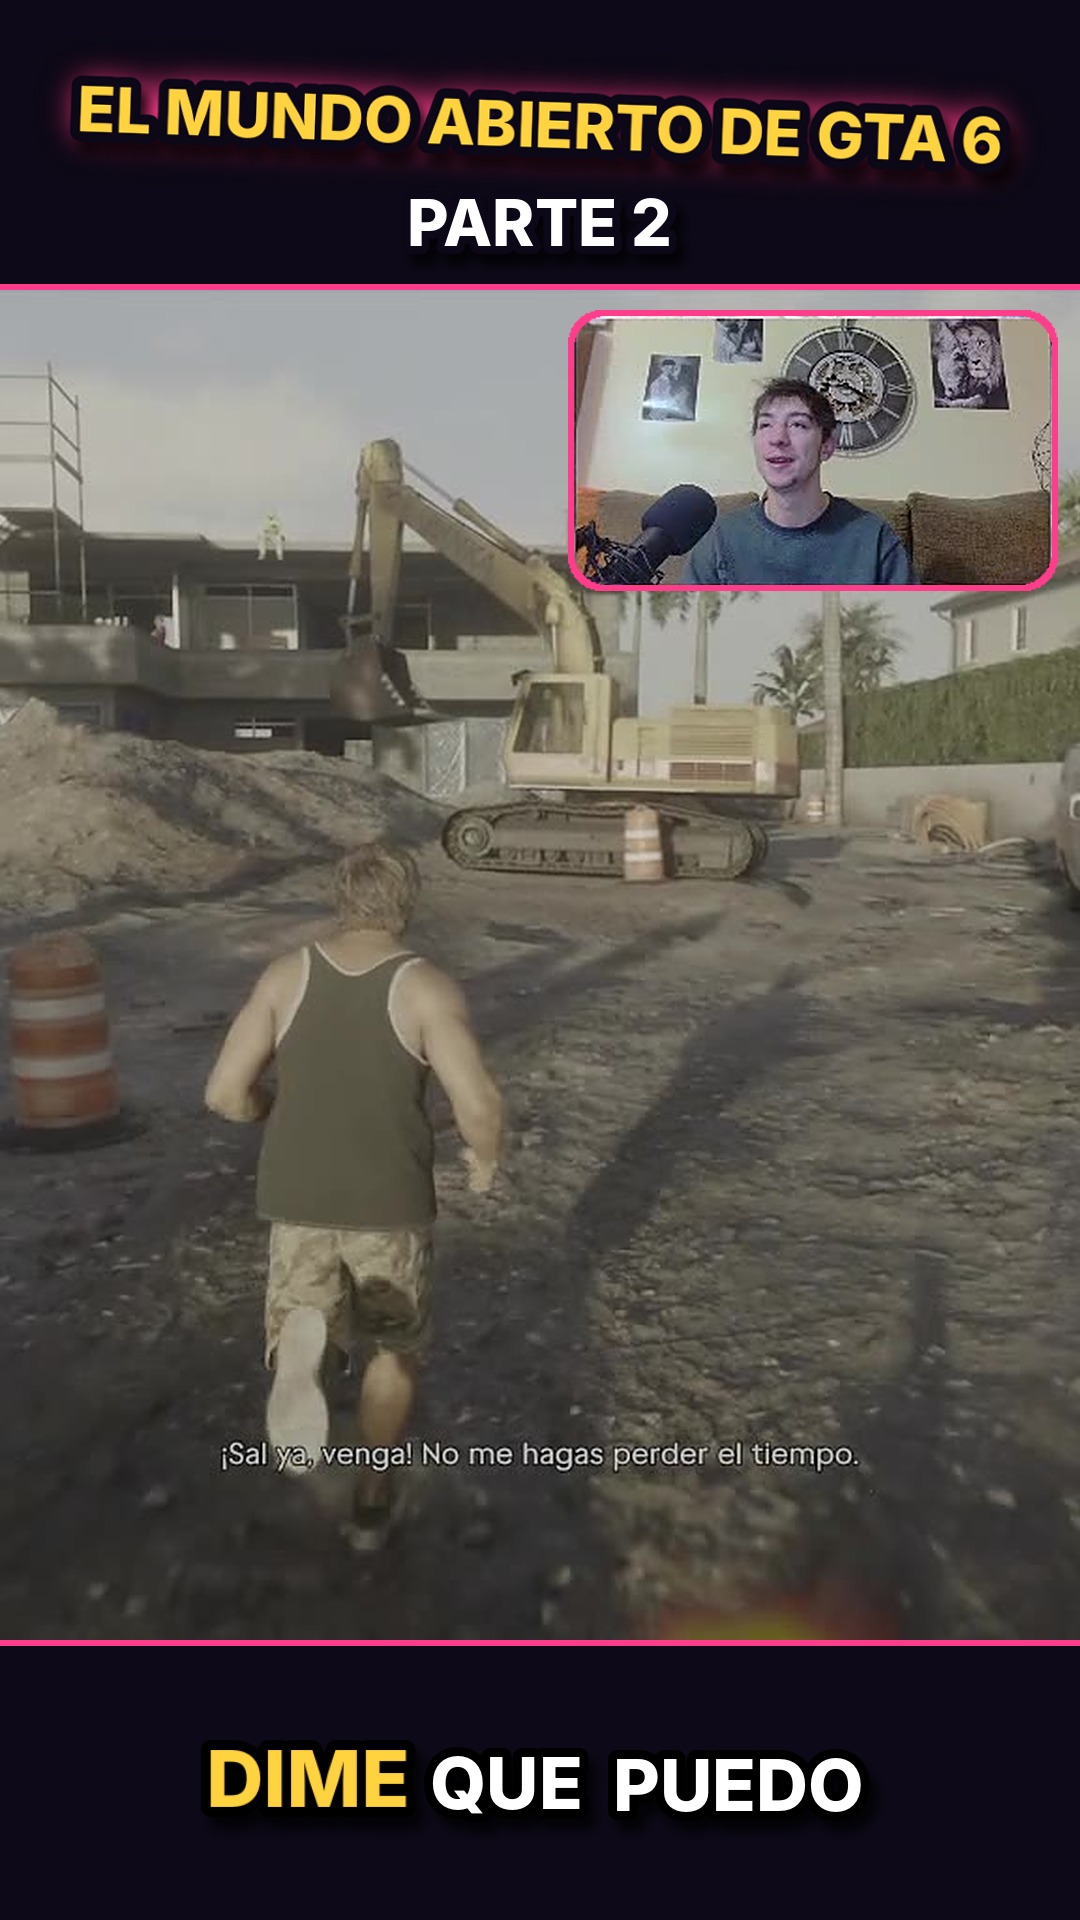 EL MUNDO ABIERTO DE GTA 6
PARTE 2
¡Sal ya, venga! No me hagas perder el tiempo.
DIME QUE PUEDO